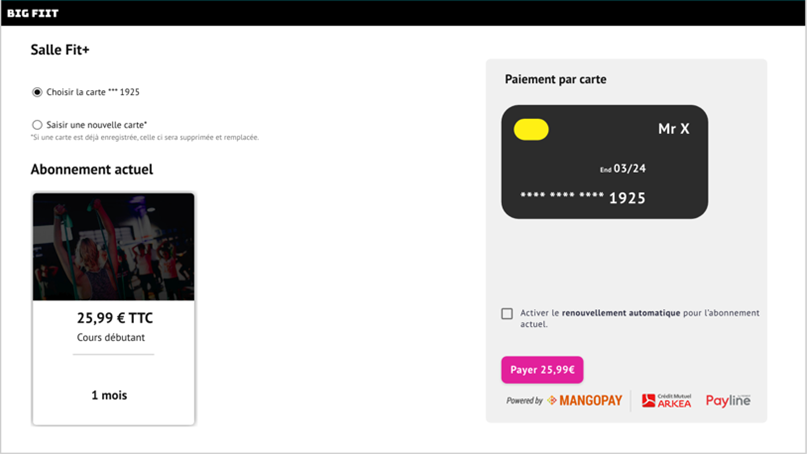 BIG FIIT
Salle Fit+
Choisir la carte *** 1925
Saisir une nouvelle carte*
*Si une carte est déjà enregistrée, celle ci sera supprimée et remplacée.
Abonnement actuel
25,99 € TTC
Cours débutant
1 mois
Paiement par carte
Mr X
End 03/24
**** **** **** 1925
Activer le renouvellement automatique pour l'abonnement
actuel.
Payer 25,99€
Powered by MANGOPAY
Crédit Mutuel
ARKEA
Payline